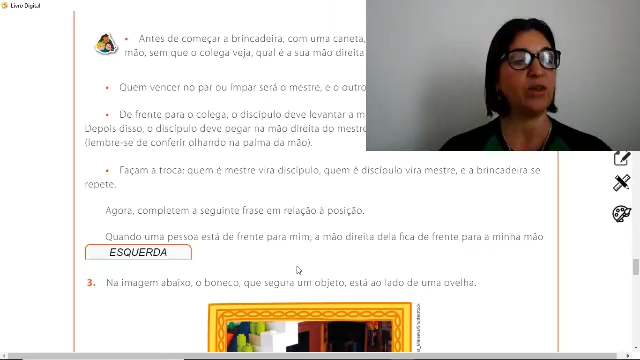 Livro Digital
• Antes de começar a brincadeira, com uma caneta,
mão, sem que o colega veja, qual é a sua mão direita
• Quem vencer no par ou ímpar será o mestre, e o outro
• De frente para o colega, o discípulo deve levantar a
Depois disso, o discípulo deve pegar na mão direita do mestre
(lembre-se de conferir olhando na palma da mão).
• Façam a troca: quem é mestre vira discípulo, quem é discípulo vira mestre, e a brincadeira se
repete.
Agora, completem a seguinte frase em relação à posição.
Quando uma pessoa está de frente para mim, a mão direita dela fica de frente para a minha mão
ESQUERDA
3. Na imagem abaixo, o boneco, que segura um objeto, está ao lado de uma ovelha.